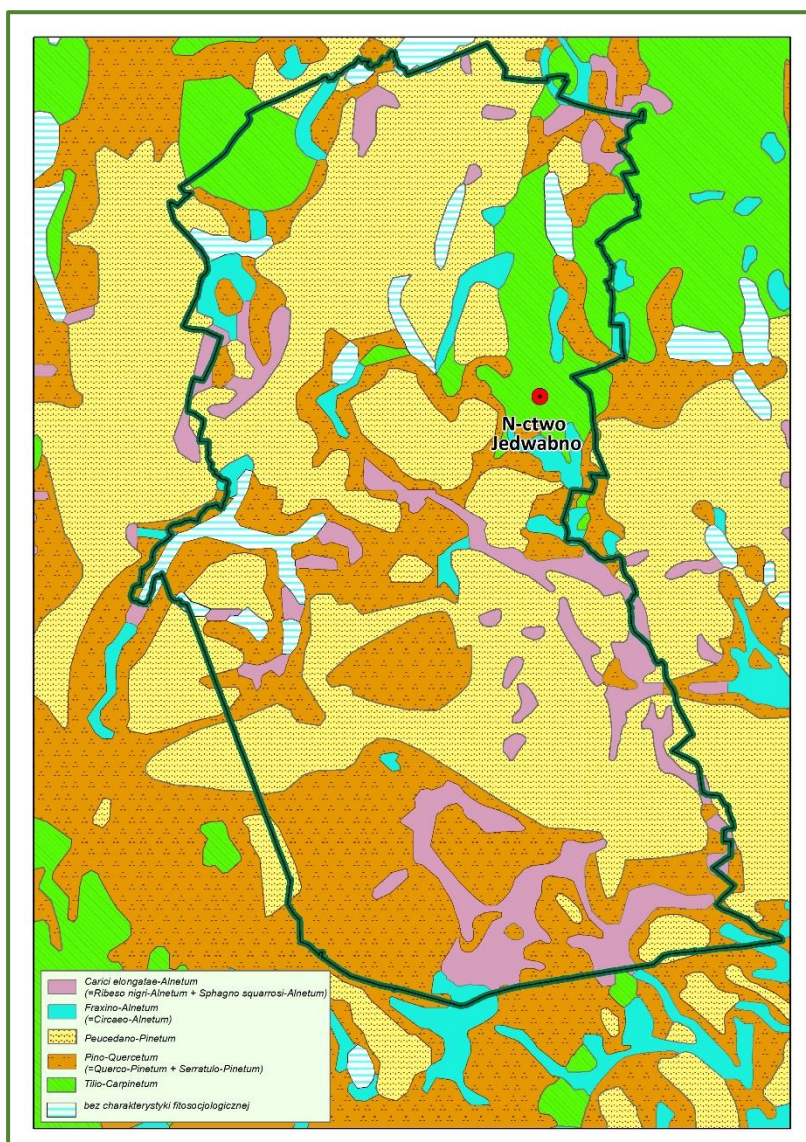 N-ctwo
Jedwabno
Carici elongatae-Alnetum
(=Ribeso nigri-Alnetum + Sphagno squarrosi-Alnetum)
Fraxino-Alnetum
(=Circaeo-Alnetum)
Peucedano-Pinetum
Pino-Quercetum
(=Querco-Pinetum + Serratulo-Pinetum)
Tilio-Carpinetum
bez charakterystyki fitosocjologicznej